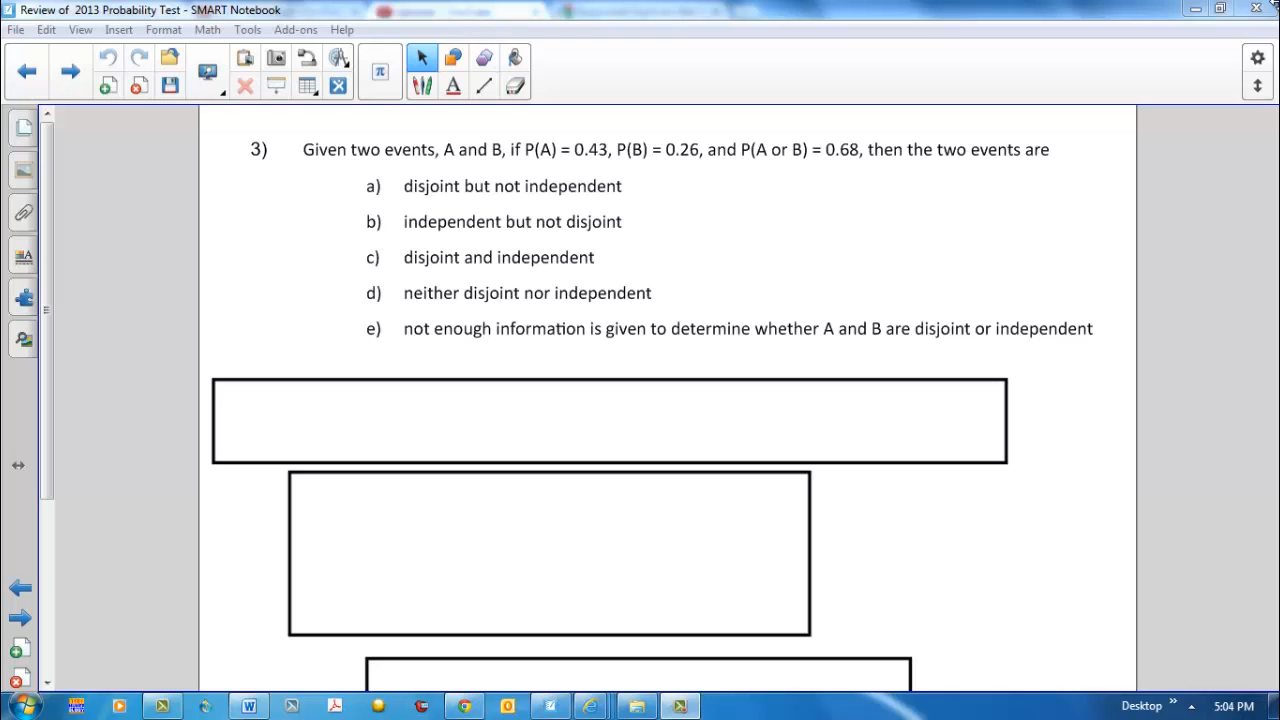 Review of 2013 Probability Test - SMART Notebook
File Edit View Insert Format Math Tools Add-ons Help
π
A
3) Given two events, A and B, if P(A) = 0.43, P(B) = 0.26, and P(A or B) = 0.68, then the two events are
a) disjoint but not independent
b) independent but not disjoint
c) disjoint and independent
d) neither disjoint nor independent
e) not enough information is given to determine whether A and B are disjoint or independent
Desktop » 5:04 PM